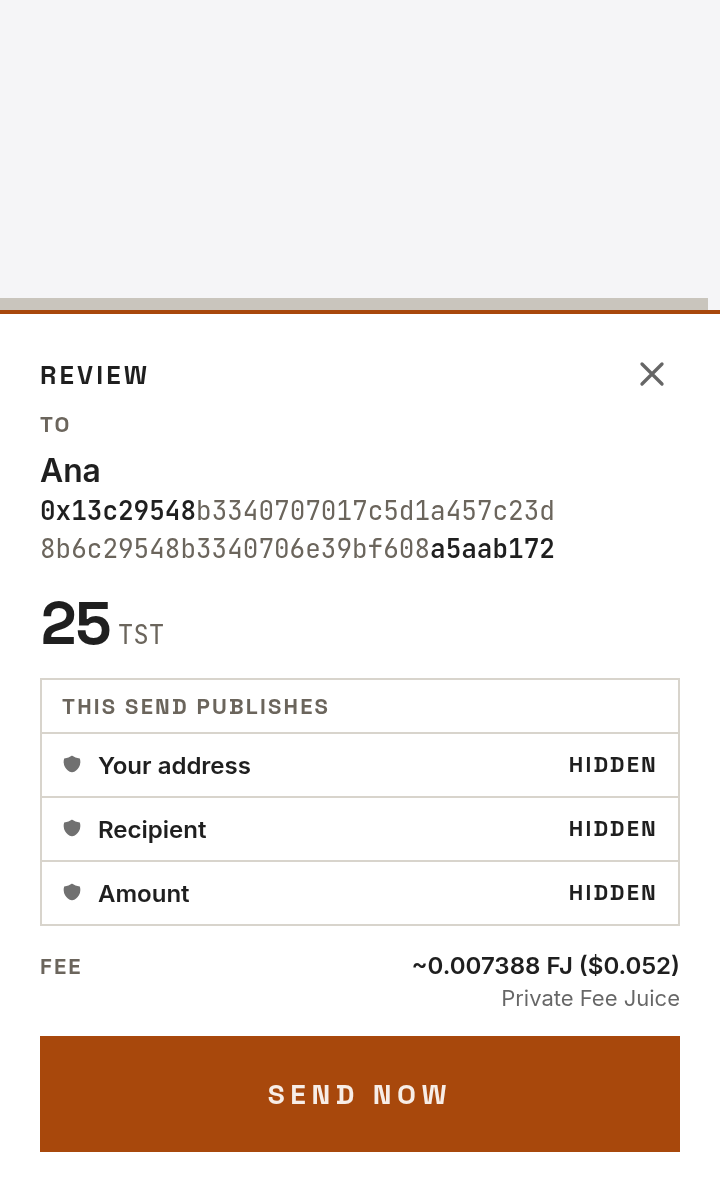 REVIEW
TO
Ana
0x13c29548b3340707017c5d1a457c23d
8b6c29548b3340706e39bf608a5aab172
25 TST
THIS SEND PUBLISHES
Your address HIDDEN
Recipient HIDDEN
Amount HIDDEN
FEE ~0.007388 FJ ($0.052)
Private Fee Juice
SEND NOW